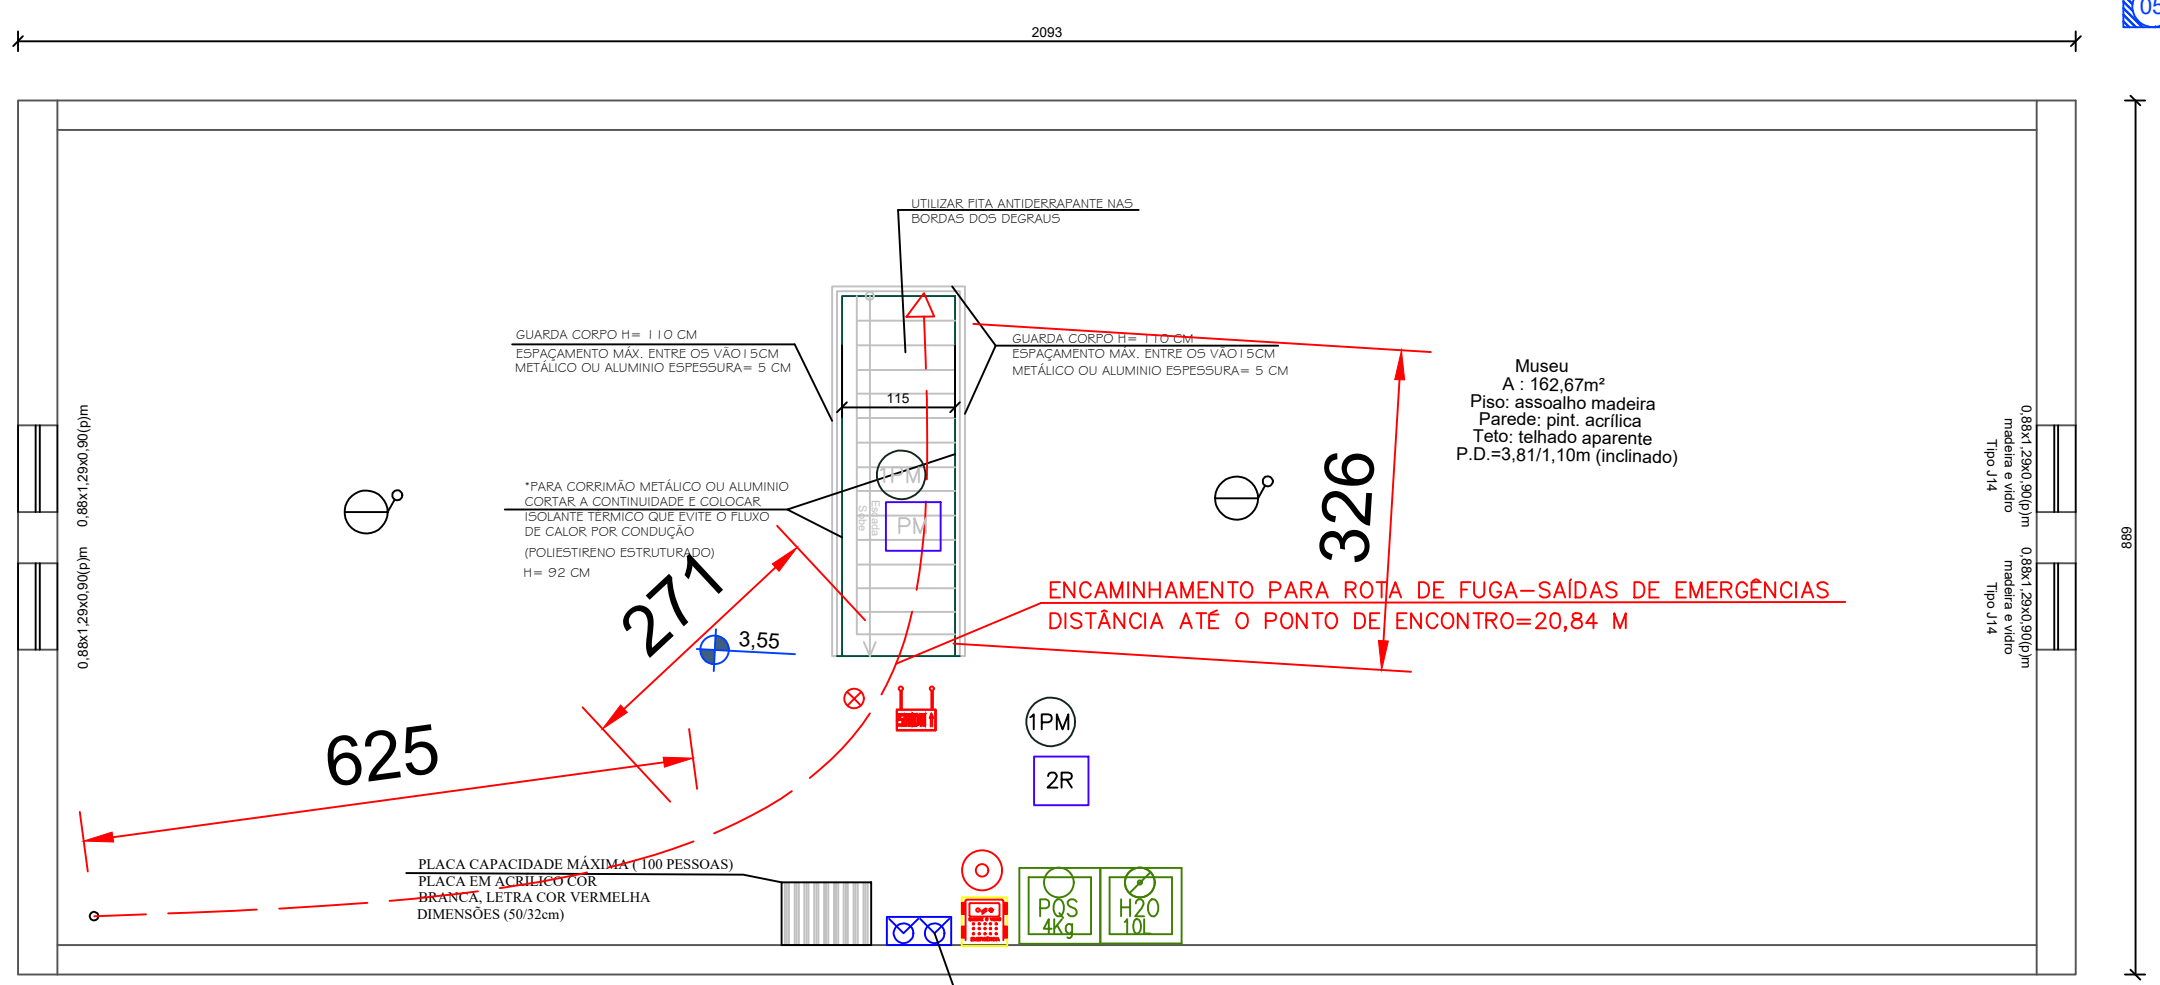 05
2093
UTILIZAR FITA ANTIDERRAPANTE NAS
BORDAS DOS DEGRAUS
GUARDA CORPO H= 110 CM
ESPAÇAMENTO MÁX. ENTRE OS VÃO15CM
METÁLICO OU ALUMINIO ESPESSURA= 5 CM
GUARDA CORPO H= 110 CM
ESPAÇAMENTO MÁX. ENTRE OS VÃO15CM
METÁLICO OU ALUMINIO ESPESSURA= 5 CM
115
Museu
A : 162,67m²
Piso: assoalho madeira
Parede: pint. acrílica
Teto: telhado aparente
P.D.=3,81/1,10m (inclinado)
0,88x1,29x0,90(p)m
0,88x1,29x0,90(p)m
0,88x1,29x0,90(p)m
madeira e vidro
Tipo J14
0,88x1,29x0,90(p)m
madeira e vidro
Tipo J14
889
*PARA CORRIMÃO METÁLICO OU ALUMINIO
CORTAR A CONTINUIDADE E COLOCAR
ISOLANTE TÉRMICO QUE EVITE O FLUXO
DE CALOR POR CONDUÇÃO
(POLIESTIRENO ESTRUTURADO)
H= 92 CM
1PM
PM
Escada
Sobe
326
271
3,55
ENCAMINHAMENTO PARA ROTA DE FUGA-SAÍDAS DE EMERGÊNCIAS
DISTÂNCIA ATÉ O PONTO DE ENCONTRO=20,84 M
625
1PM
2R
PLACA CAPACIDADE MÁXIMA ( 100 PESSOAS)
PLACA EM ACRÍLICO COR
BRANCA, LETRA COR VERMELHA
DIMENSÕES (50/32cm)
PQS
4Kg
H2O
10L